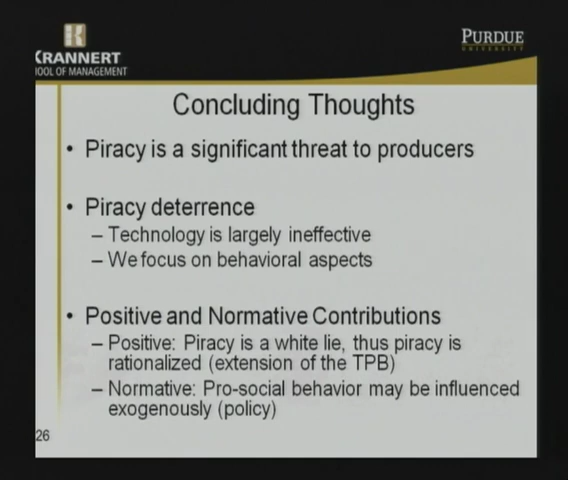 K
KRANNERT
OOL OF MANAGEMENT
PURDUE
UNIVERSITY
Concluding Thoughts
• Piracy is a significant threat to producers
• Piracy deterrence
– Technology is largely ineffective
– We focus on behavioral aspects
• Positive and Normative Contributions
– Positive: Piracy is a white lie, thus piracy is
rationalized (extension of the TPB)
– Normative: Pro-social behavior may be influenced
exogenously (policy)
26